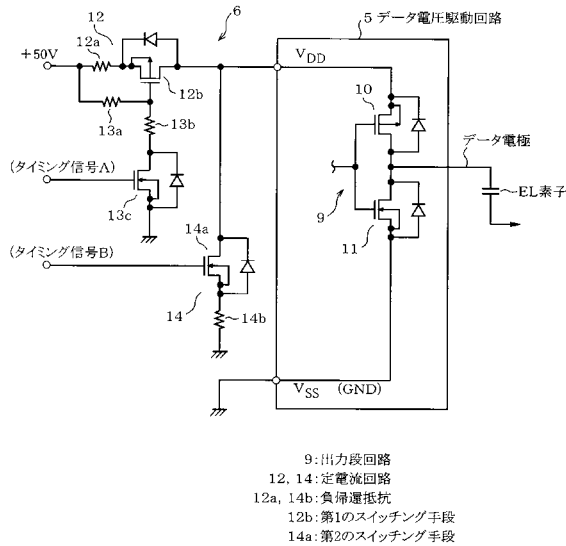 6
5 データ電圧駆動回路
12
12a
+50V
VDD
12b
10
13a
13b
データ電極
(タイミング信号A)
EL素子
13c
9
14a
11
(タイミング信号B)
14
14b
VSS (GND)
9:出力段回路
12, 14:定電流回路
12a, 14b:負帰還抵抗
12b:第1のスイッチング手段
14a:第2のスイッチング手段